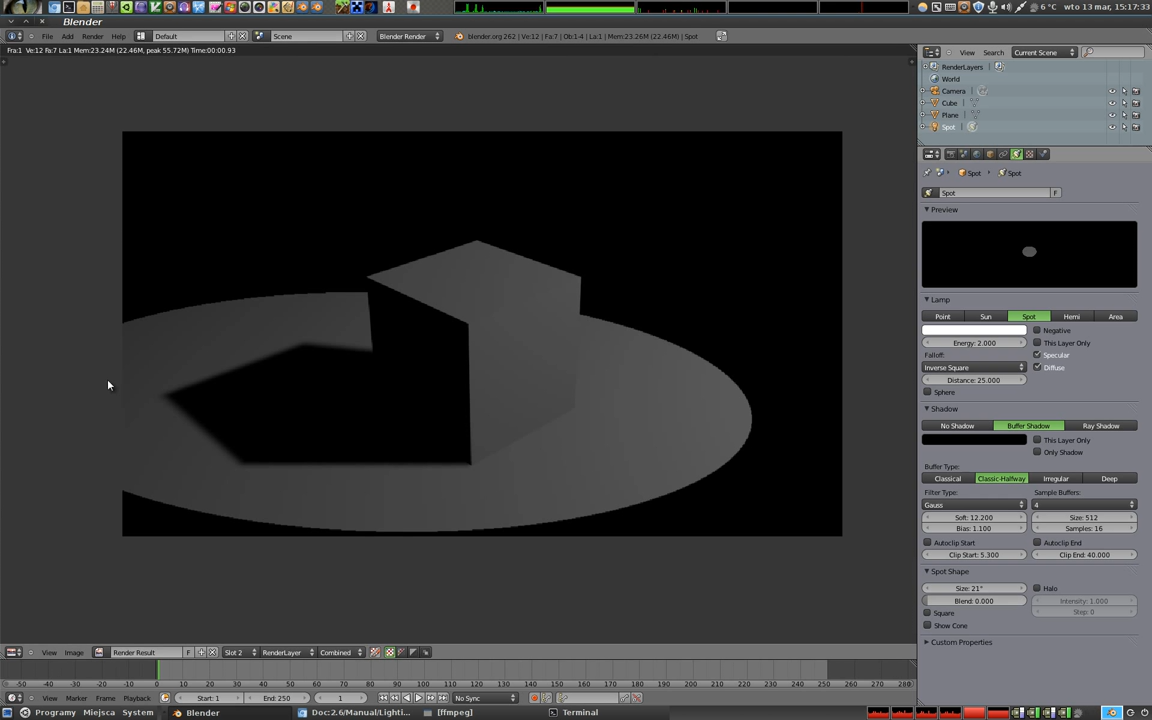 6 °C wto 13 mar, 15:17:33
Blender
File Add Render Help Default Scene Blender Render blender.org 262 | Ve:12 | Fa:7 | Ob:1-4 | La:1 | Mem:23.26M (22.46M) | Spot
Fra:1 Ve:12 Fa:7 La:1 Mem:23.24M (22.46M, peak 55.72M) Time:00:00.93
View Search Current Scene
RenderLayers
World
Camera
Cube
Plane
Spot
Spot Spot
Spot F
Preview
Lamp
Point Sun Spot Hemi Area
Negative
Energy: 2.000 This Layer Only
Falloff: Specular
Inverse Square Diffuse
Distance: 25.000
Sphere
Shadow
No Shadow Buffer Shadow Ray Shadow
This Layer Only
Only Shadow
Buffer Type:
Classical Classic-Halfway Irregular Deep
Filter Type: Sample Buffers:
Gauss 4
Soft: 12.200 Size: 512
Bias: 1.100 Samples: 16
Autoclip Start Autoclip End
Clip Start: 5.300 Clip End: 40.000
Spot Shape
Size: 21° Halo
Blend: 0.000 Intensity: 1.000
Square Step: 0
Show Cone
Custom Properties
View Image Render Result F Slot 2 RenderLayer Combined
-50 -40 -30 -20 -10 0 10 20 30 40 50 60 70 80 90 100 110 120 130 140 150 160 170 180 190 200 210 220 230 240 250 260 270 280
View Marker Frame Playback Start: 1 End: 250 1 No Sync
Programy Miejsca System Blender Doc:2.6/Manual/Lighti... [ffmpeg] Terminal